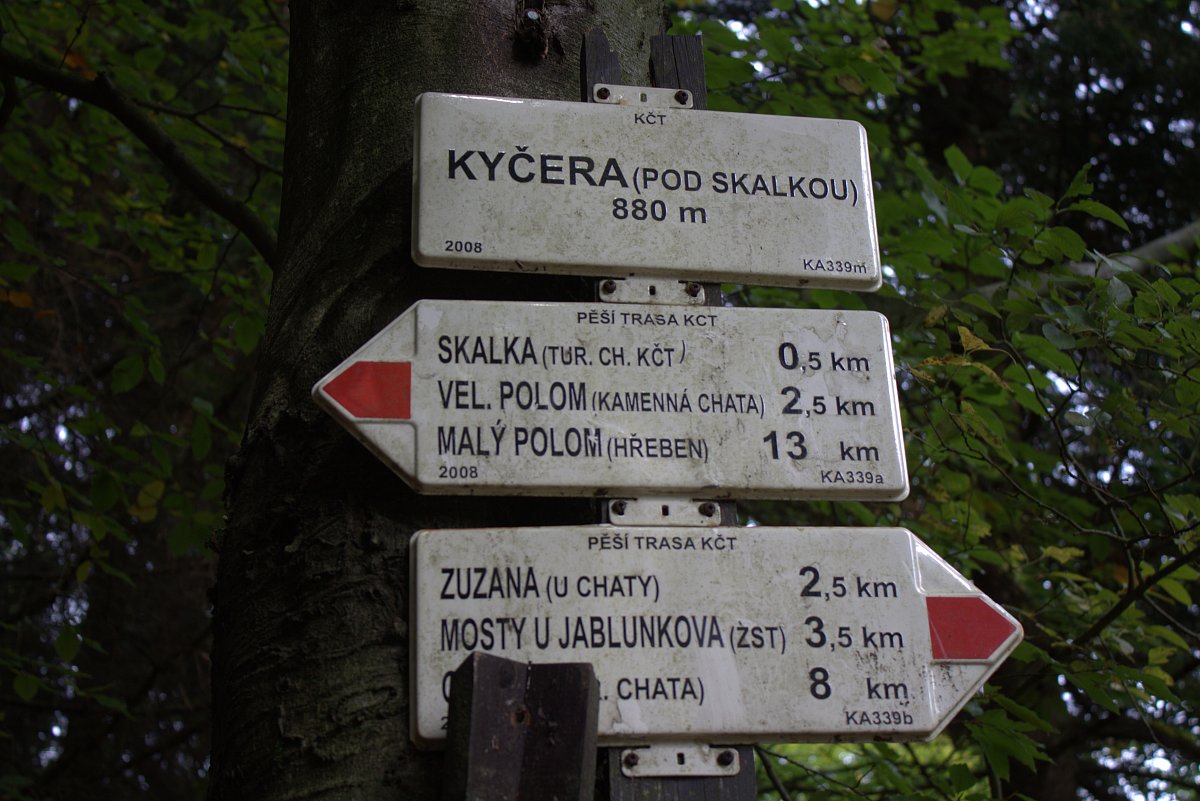 KČT
KYČERA (POD SKALKOU)
880 m
2008 KA339m
PĚŠÍ TRASA KČT
SKALKA (TUR. CH. KČT) 0,5 km
VEL. POLOM (KAMENNÁ CHATA) 2,5 km
MALÝ POLOM (HŘEBEN) 13 km
2008 KA339a
PĚŠÍ TRASA KČT
ZUZANA (U CHATY) 2,5 km
MOSTY U JABLUNKOVA (ŽST) 3,5 km
CHATA) 8 km
KA339b